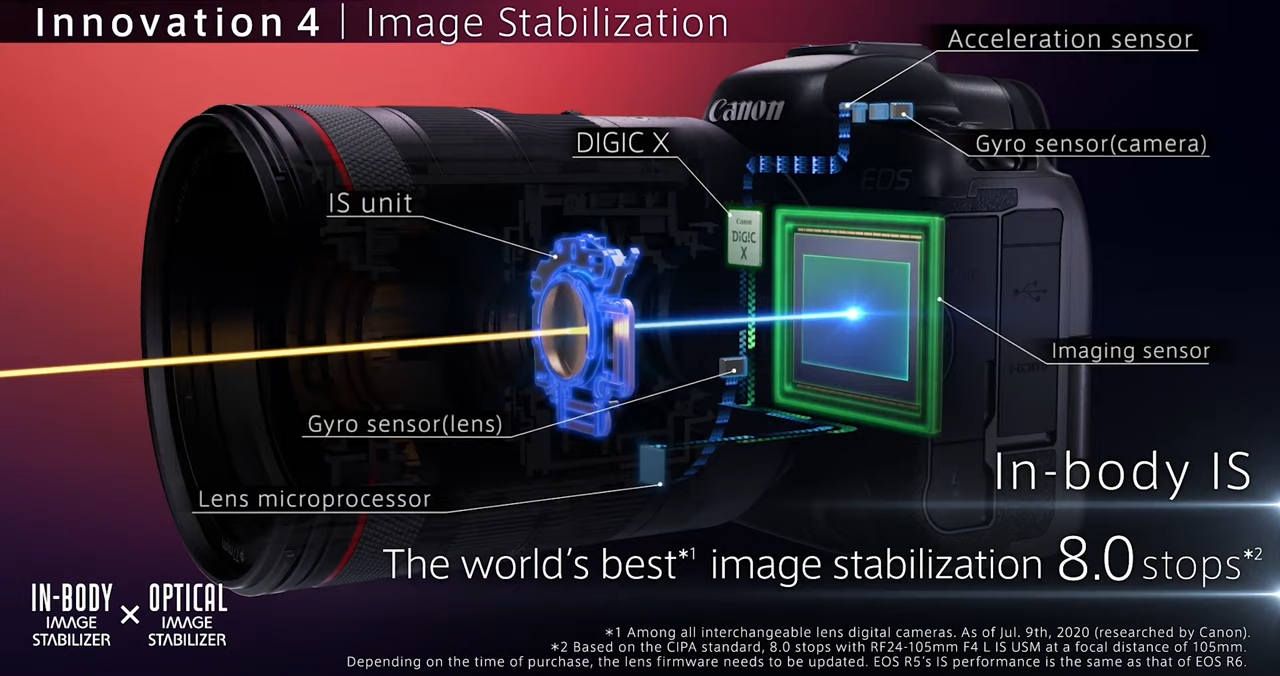 Innovation 4 | Image Stabilization
Acceleration sensor
Canon
DIGIC X
Gyro sensor(camera)
EOS
IS unit
Canon
DIGIC
X
Imaging sensor
Gyro sensor(lens)
In-body IS
Lens microprocessor
The world's best*1 image stabilization 8.0 stops*2
IN-BODY IMAGE STABILIZER × OPTICAL IMAGE STABILIZER
*1 Among all interchangeable lens digital cameras. As of Jul. 9th, 2020 (researched by Canon).
*2 Based on the CIPA standard, 8.0 stops with RF24-105mm F4 L IS USM at a focal distance of 105mm.
Depending on the time of purchase, the lens firmware needs to be updated. EOS R5's IS performance is the same as that of EOS R6.